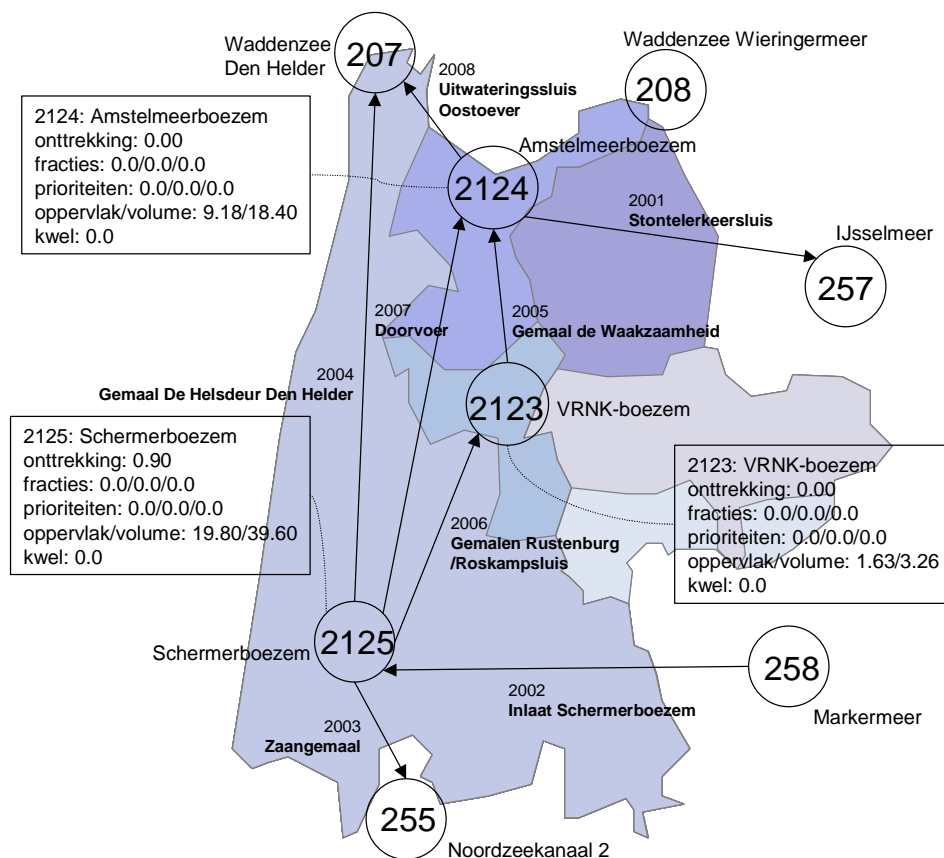 Waddenzee
Den Helder
207
2008
Uitwateringssluis
Oostoever
Waddenzee Wieringermeer
208
2124: Amstelmeerboezem
onttrekking: 0.00
fracties: 0.0/0.0/0.0
prioriteiten: 0.0/0.0/0.0
oppervlak/volume: 9.18/18.40
kwel: 0.0
Amstelmeerboezem
2124
2001
Stontelerkeersluis
IJsselmeer
257
2007
Doorvoer
2005
Gemaal de Waakzaamheid
2004
Gemaal De Helsdeur Den Helder
2123
VRNK-boezem
2125: Schermerboezem
onttrekking: 0.90
fracties: 0.0/0.0/0.0
prioriteiten: 0.0/0.0/0.0
oppervlak/volume: 19.80/39.60
kwel: 0.0
2123: VRNK-boezem
onttrekking: 0.00
fracties: 0.0/0.0/0.0
prioriteiten: 0.0/0.0/0.0
oppervlak/volume: 1.63/3.26
kwel: 0.0
2006
Gemalen Rustenburg
/Roskampsluis
Schermerboezem
2125
258
Markermeer
2002
Inlaat Schermerboezem
2003
Zaangemaal
255
Noordzeekanaal 2